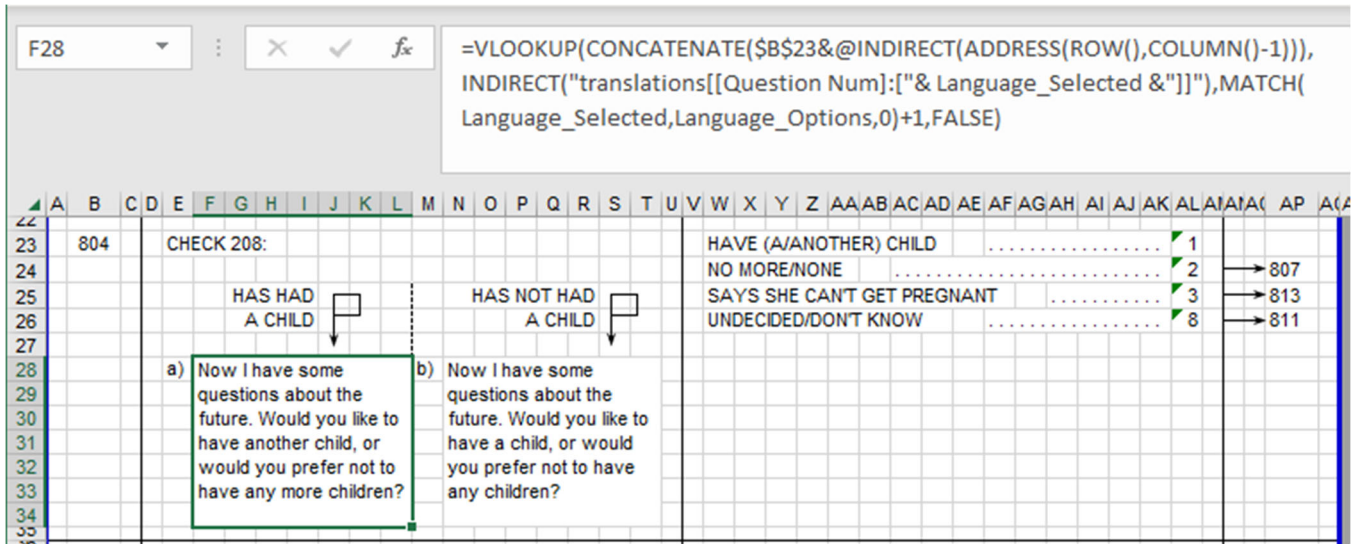 F28
fx
=VLOOKUP(CONCATENATE($B$23&@INDIRECT(ADDRESS(ROW(),COLUMN()-1))),
INDIRECT("translations[[Question Num]:["& Language_Selected &"]]"),MATCH(
Language_Selected,Language_Options,0)+1,FALSE)
A B C D E F G H I J K L M N O P Q R S T U V W X Y Z AA AB AC AD AE AF AG AH AI AJ AK AL AP
22
23 804 CHECK 208: HAVE (A/ANOTHER) CHILD . . . . . . . . . . . . . . . . . 1
24 NO MORE/NONE . . . . . . . . . . . . . . . . . . . . . . . . . . 2 807
25 HAS HAD HAS NOT HAD SAYS SHE CAN'T GET PREGNANT . . . . . . . . . . . 3 813
26 A CHILD A CHILD UNDECIDED/DON'T KNOW . . . . . . . . . . . . . . . . . 8 811
27
28 a) Now I have some b) Now I have some
29 questions about the questions about the
30 future. Would you like to future. Would you like to
31 have another child, or have a child, or would
32 would you prefer not to you prefer not to have
33 have any more children? any children?
34
35